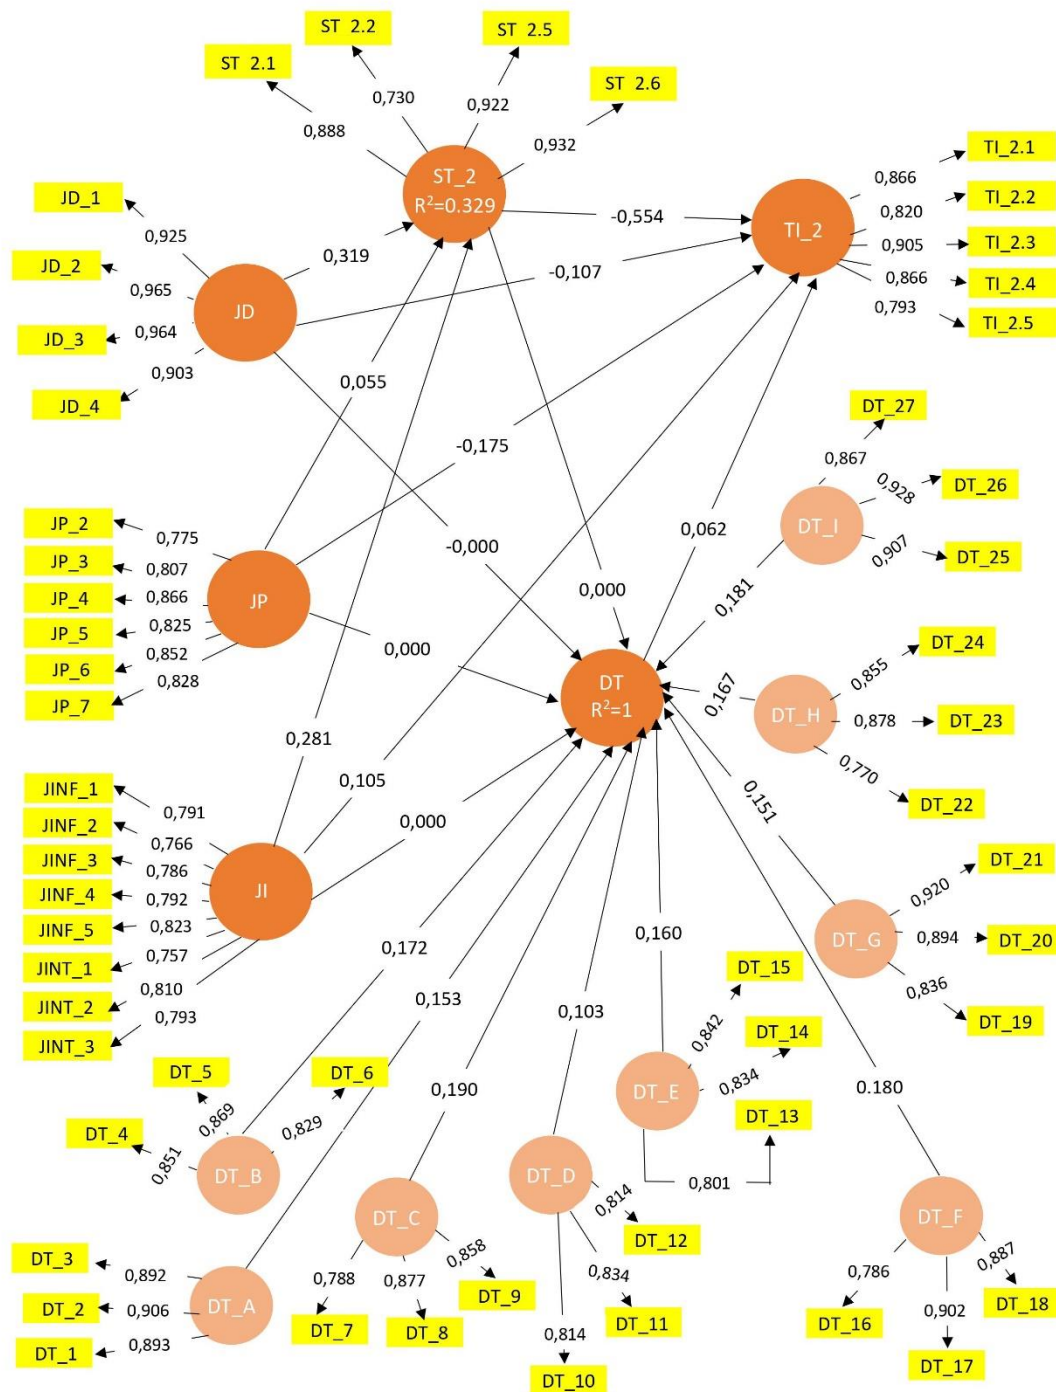 ST 2.2
ST 2.5
ST 2.1
ST 2.6
0,730
0,922
0,888
0,932
ST_2
R²=0.329
TI_2.1
TI_2.2
TI_2.3
TI_2.4
TI_2.5
0,866
0,820
0,905
0,866
0,793
TI_2
-0,554
0,319
-0,107
JD_1
JD_2
JD_3
JD_4
0,925
0,965
0,964
0,903
JD
0,055
-0,175
-0,000
0,062
0,000
DT_27
DT_26
DT_25
0,867
0,928
0,907
DT_I
0,181
JP_2
JP_3
JP_4
JP_5
JP_6
JP_7
0,775
0,807
0,866
0,825
0,852
0,828
JP
0,000
DT
R²=1
DT_24
DT_23
DT_22
0,855
0,878
0,770
DT_H
0,167
0,281
0,105
0,000
0,151
JINF_1
JINF_2
JINF_3
JINF_4
JINF_5
JINT_1
JINT_2
JINT_3
0,791
0,766
0,786
0,792
0,823
0,757
0,810
0,793
JI
DT_21
DT_20
DT_19
0,920
0,894
0,836
DT_G
0,172
0,153
0,190
0,103
0,160
0.180
DT_15
DT_14
DT_13
0,842
0,834
0,801
DT_E
DT_5
DT_6
DT_4
0,869
0,829
0,851
DT_B
DT_3
DT_2
DT_1
0,892
0,906
0,893
DT_A
DT_C
0,788
0,877
0,858
DT_7
DT_8
DT_9
DT_D
0,814
0,834
0,814
DT_12
DT_11
DT_10
DT_F
0,786
0,902
0,887
DT_16
DT_17
DT_18